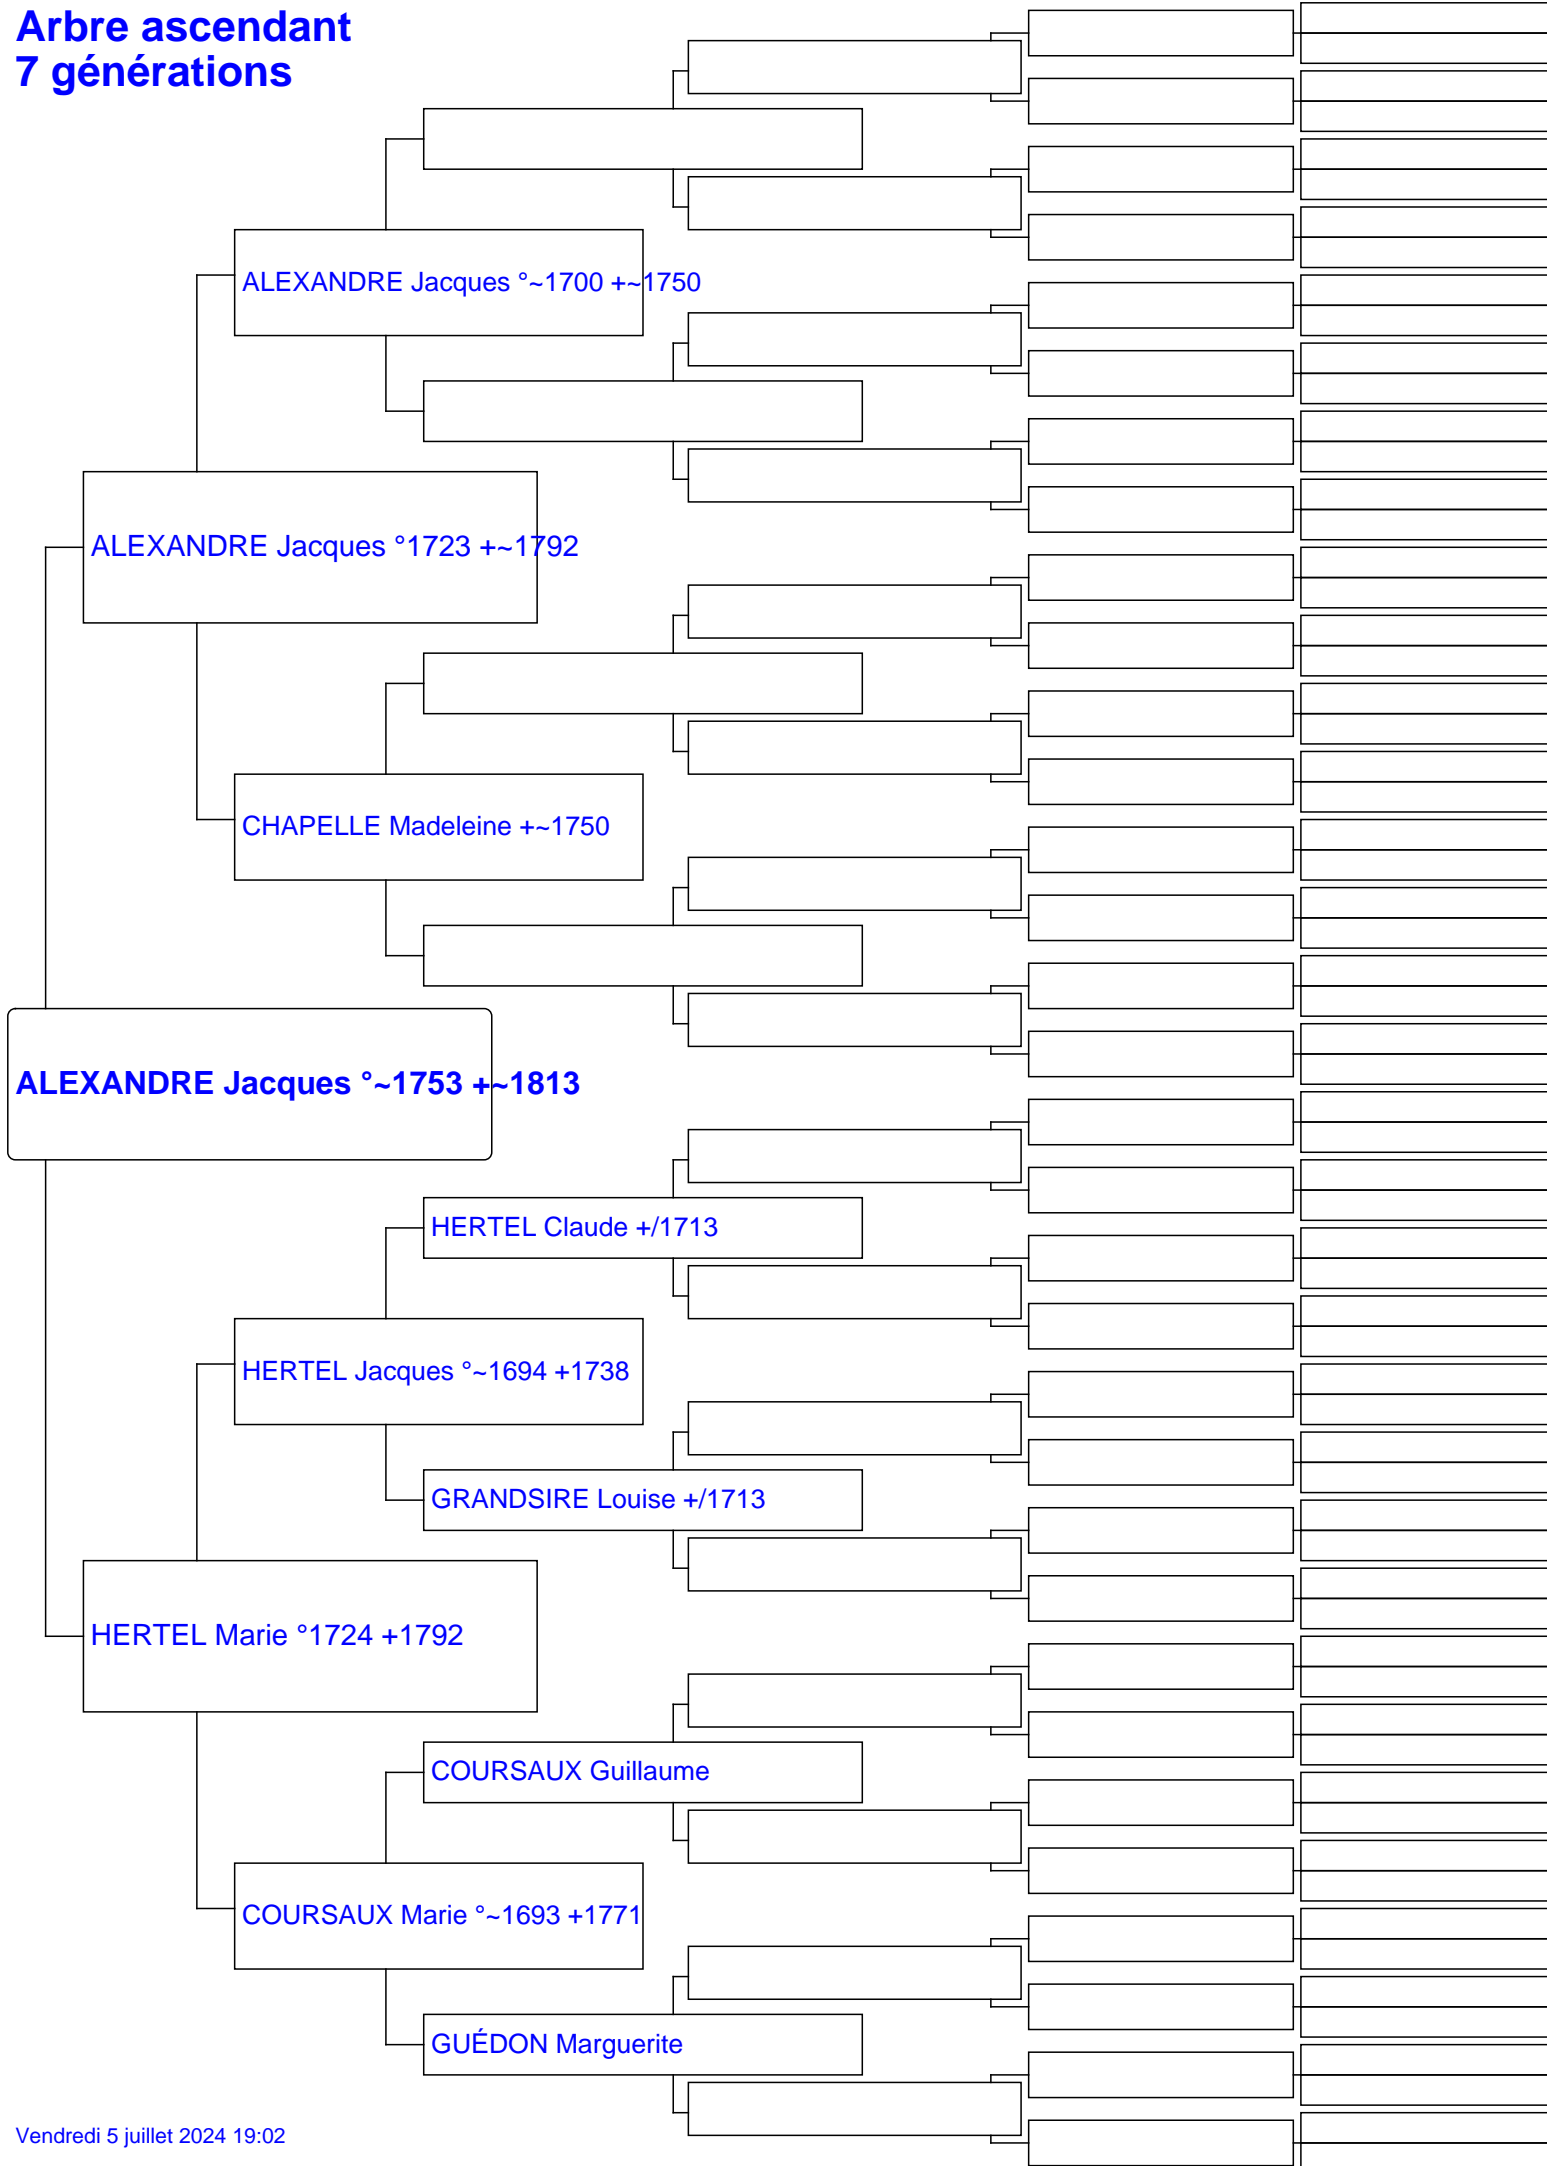 Arbre ascendant
7 générations
ALEXANDRE Jacques °~1700 +~1750
ALEXANDRE Jacques °1723 +~1792
CHAPELLE Madeleine +~1750
ALEXANDRE Jacques °~1753 +~1813
HERTEL Claude +/1713
HERTEL Jacques °~1694 +1738
GRANDSIRE Louise +/1713
HERTEL Marie °1724 +1792
COURSAUX Guillaume
COURSAUX Marie °~1693 +1771
GUÉDON Marguerite
Vendredi 5 juillet 2024 19:02